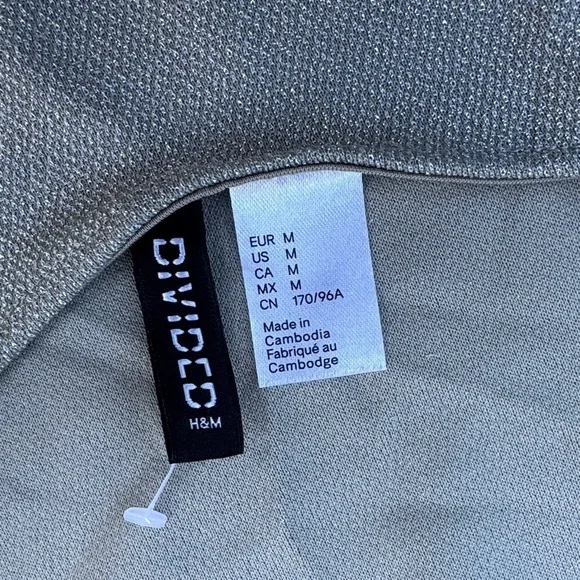 DIVIDED
H&M
EUR M
US M
CA M
MX M
CN 170/96A
Made in
Cambodia
Fabriqué au
Cambodge